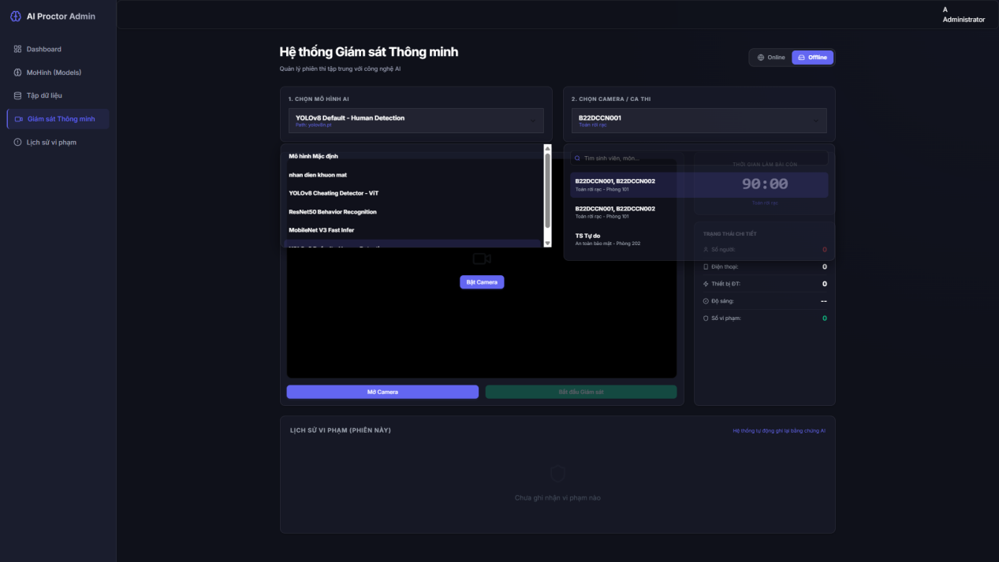 AI Proctor Admin
A
Administrator
Dashboard
MoHinh (Models)
Tập dữ liệu
Giám sát Thông minh
Lịch sử vi phạm
Hệ thống Giám sát Thông minh
Quản lý phiên thi tập trung với công nghệ AI
Online
Offline
1. CHỌN MÔ HÌNH AI
YOLOv8 Default - Human Detection
Path: yolov8n.pt
2. CHỌN CAMERA / CA THI
B22DCCN001
Toán rời rạc
Mô hình Mặc định
nhan dien khuon mat
YOLOv8 Cheating Detector - ViT
ResNet50 Behavior Recognition
MobileNet V3 Fast Infer
Tìm sinh viên, môn...
B22DCCN001, B22DCCN002
Toán rời rạc - Phòng 101
B22DCCN001, B22DCCN002
Toán rời rạc - Phòng 101
TS Tự do
An toàn bảo mật - Phòng 202
THỜI GIAN LÀM BÀI CÒN
90:00
Toán rời rạc
TRẠNG THÁI CHI TIẾT
Số người: 0
Điện thoại: 0
Thiết bị ĐT: 0
Độ sáng: --
Số vi phạm: 0
Bật Camera
Mở Camera
Bắt đầu Giám sát
LỊCH SỬ VI PHẠM (PHIÊN NÀY)
Hệ thống tự động ghi lại bằng chứng AI
Chưa ghi nhận vi phạm nào